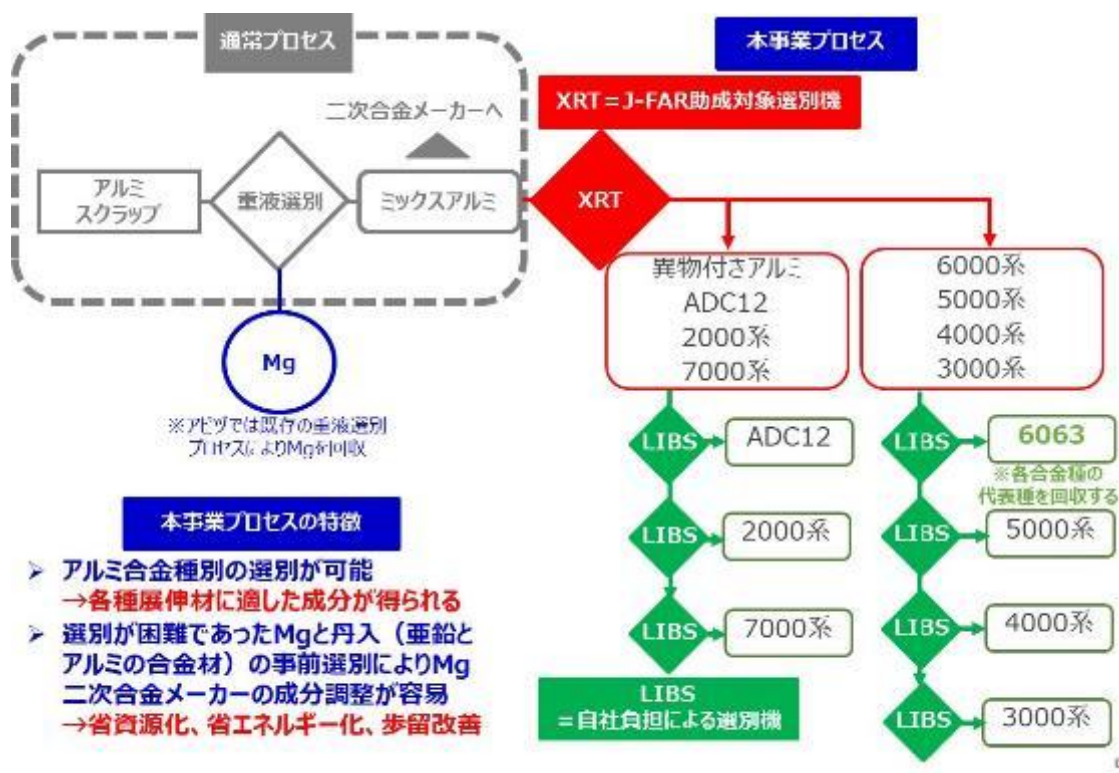 通常プロセス
本事業プロセス
XRT=J-FAR助成対象選別機
二次合金メーカーへ
アルミ
スクラップ
重液選別
ミックスアルミ
XRT
異物付きアルミ
ADC12
2000系
7000系
6000系
5000系
4000系
3000系
Mg
※アビヅでは既存の重液選別
プロセスによりMgを回収
LIBS
ADC12
LIBS
6063
※各合金種の
代表種を回収する
LIBS
2000系
LIBS
5000系
LIBS
7000系
LIBS
4000系
LIBS
3000系
LIBS
=自社負担による選別機
本事業プロセスの特徴
➢ アルミ合金種別の選別が可能
→各種展伸材に適した成分が得られる
➢ 選別が困難であったMgと丹入(亜鉛と
アルミの合金材)の事前選別によりMg
二次合金メーカーの成分調整が容易
→省資源化、省エネルギー化、歩留改善